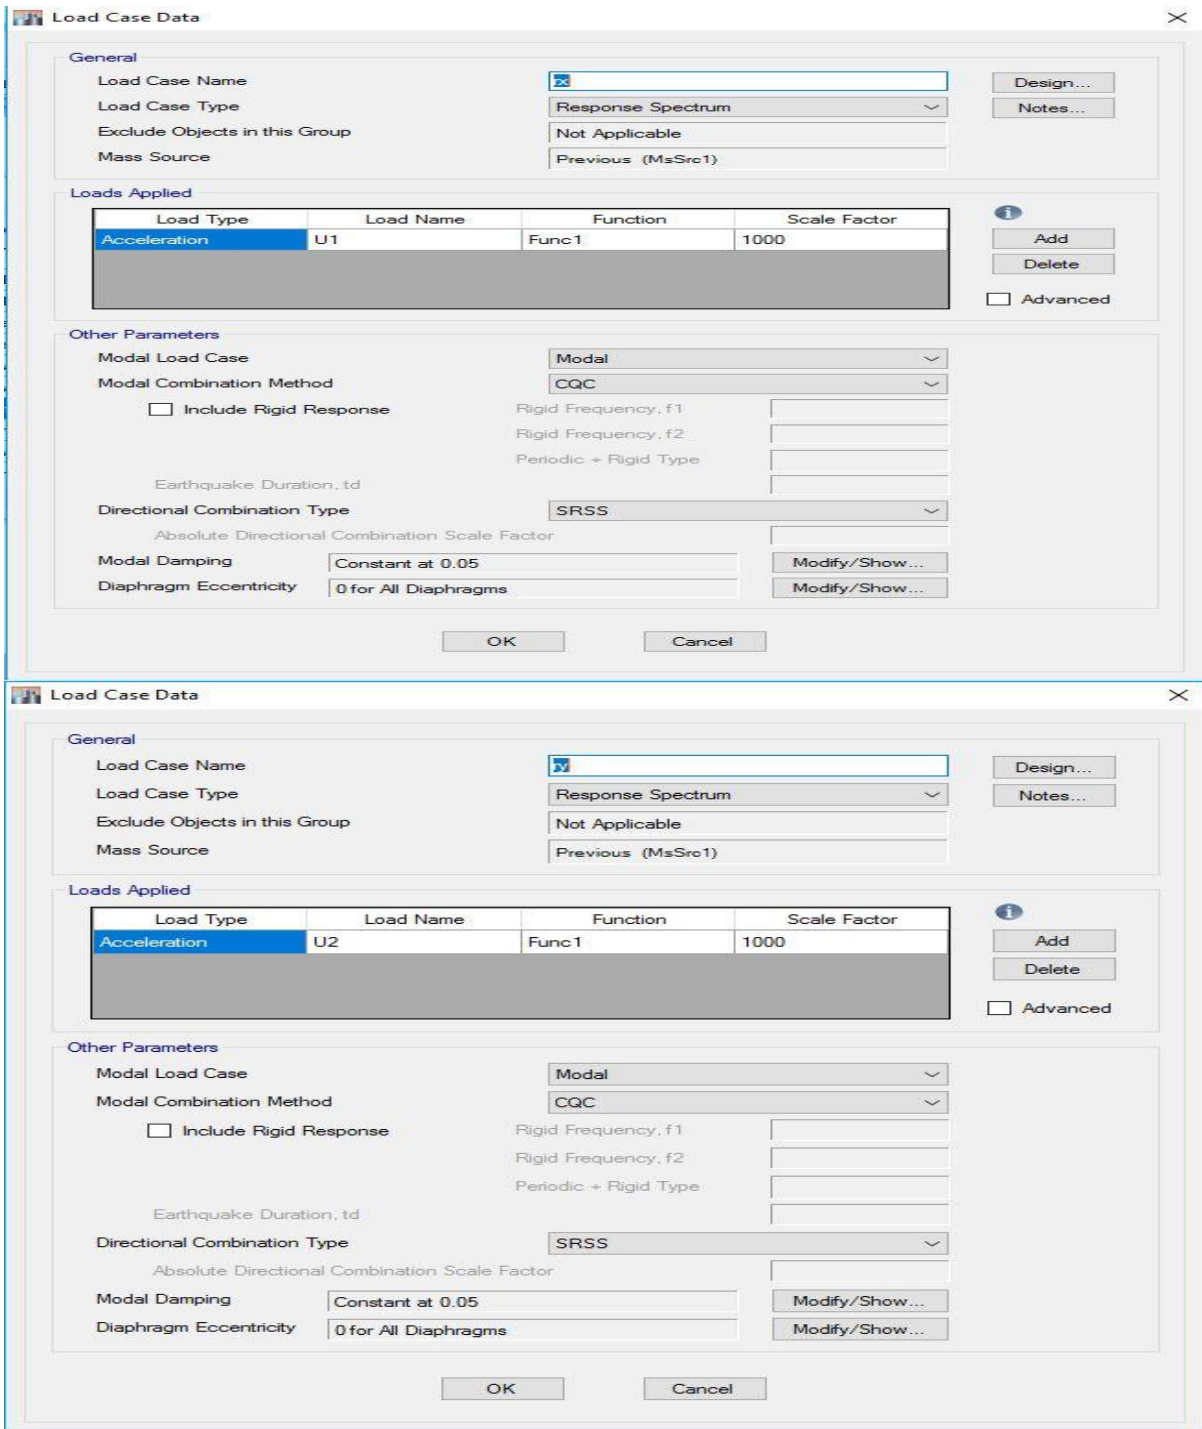 Load Case Data
General
Load Case Name rx Design...
Load Case Type Response Spectrum Notes...
Exclude Objects in this Group Not Applicable
Mass Source Previous (MsSrc1)
Loads Applied
Load Type Load Name Function Scale Factor
Acceleration U1 Func1 1000 Add
Delete
Advanced
Other Parameters
Modal Load Case Modal
Modal Combination Method CQC
Include Rigid Response Rigid Frequency, f1
Rigid Frequency, f2
Periodic + Rigid Type
Earthquake Duration, td
Directional Combination Type SRSS
Absolute Directional Combination Scale Factor
Modal Damping Constant at 0.05 Modify/Show...
Diaphragm Eccentricity 0 for All Diaphragms Modify/Show...
OK Cancel
Load Case Data
General
Load Case Name ry Design...
Load Case Type Response Spectrum Notes...
Exclude Objects in this Group Not Applicable
Mass Source Previous (MsSrc1)
Loads Applied
Load Type Load Name Function Scale Factor
Acceleration U2 Func1 1000 Add
Delete
Advanced
Other Parameters
Modal Load Case Modal
Modal Combination Method CQC
Include Rigid Response Rigid Frequency, f1
Rigid Frequency, f2
Periodic + Rigid Type
Earthquake Duration, td
Directional Combination Type SRSS
Absolute Directional Combination Scale Factor
Modal Damping Constant at 0.05 Modify/Show...
Diaphragm Eccentricity 0 for All Diaphragms Modify/Show...
OK Cancel